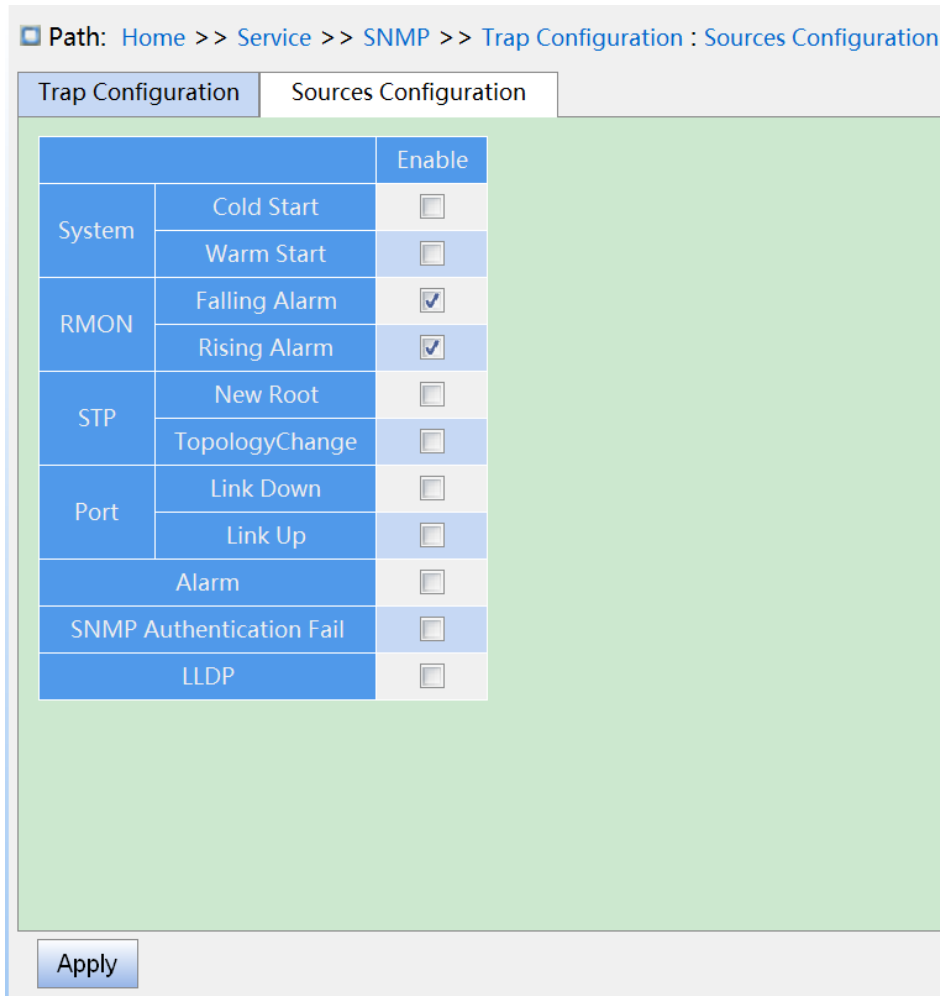 Path: Home >> Service >> SNMP >> Trap Configuration : Sources Configuration
Trap Configuration Sources Configuration
Enable
System Cold Start
Warm Start
RMON Falling Alarm
Rising Alarm
STP New Root
TopologyChange
Port Link Down
Link Up
Alarm
SNMP Authentication Fail
LLDP
Apply